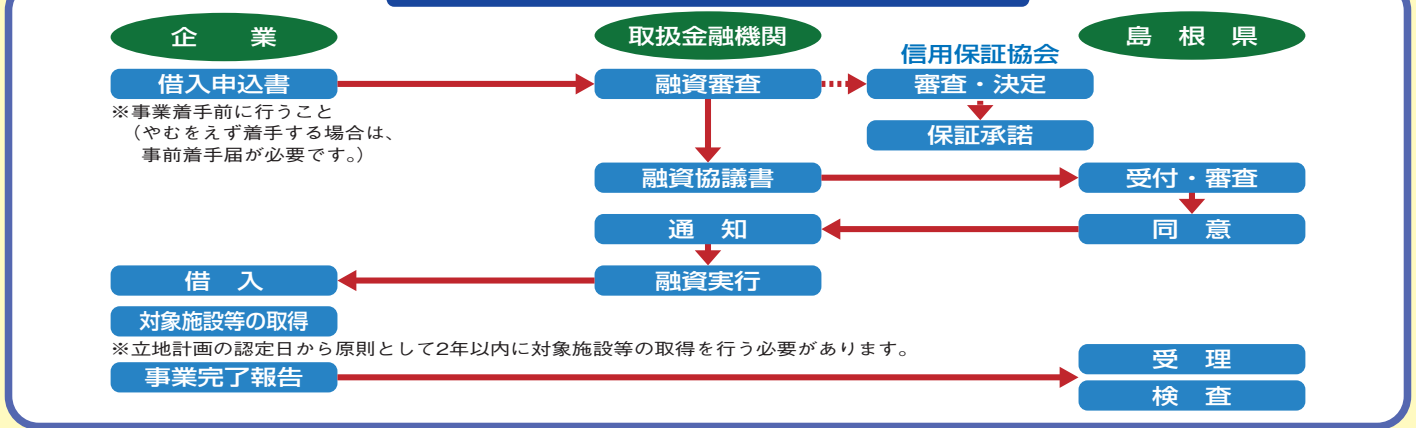 企業
取扱金融機関
島根県
信用保証協会
借入申込書
融資審査
審査・決定
※事業着手前に行うこと
（やむをえず着手する場合は、
事前着手届が必要です。）
保証承諾
融資協議書
受付・審査
通知
同意
借入
融資実行
対象施設等の取得
※立地計画の認定日から原則として2年以内に対象施設等の取得を行う必要があります。
事業完了報告
受理
検査